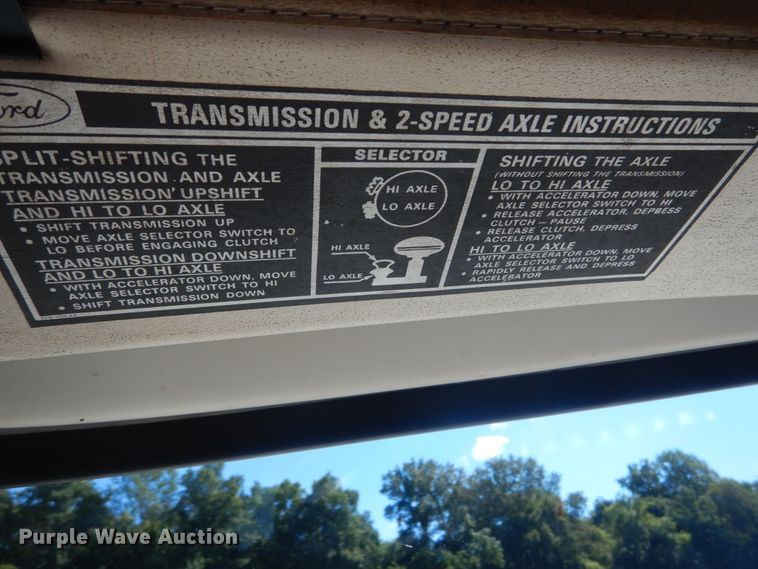 Ford
TRANSMISSION & 2-SPEED AXLE INSTRUCTIONS
SPLIT-SHIFTING THE
TRANSMISSION AND AXLE
TRANSMISSION UPSHIFT
AND HI TO LO AXLE
• SHIFT TRANSMISSION UP
• MOVE AXLE SELECTOR SWITCH TO
LO BEFORE ENGAGING CLUTCH
TRANSMISSION DOWNSHIFT
AND LO TO HI AXLE
• WITH ACCELERATOR DOWN, MOVE
AXLE SELECTOR SWITCH TO HI
• SHIFT TRANSMISSION DOWN
SELECTOR
HI AXLE
LO AXLE
HI AXLE
LO AXLE
SHIFTING THE AXLE
(WITHOUT SHIFTING THE TRANSMISSION)
LO TO HI AXLE
• WITH ACCELERATOR DOWN, MOVE
AXLE SELECTOR SWITCH TO HI
• RELEASE ACCELERATOR, DEPRESS
CLUTCH – PAUSE
• RELEASE CLUTCH, DEPRESS
ACCELERATOR
HI TO LO AXLE
• WITH ACCELERATOR DOWN, MOVE
AXLE SELECTOR SWITCH TO LO
• RAPIDLY RELEASE AND DEPRESS
ACCELERATOR
Purple Wave Auction